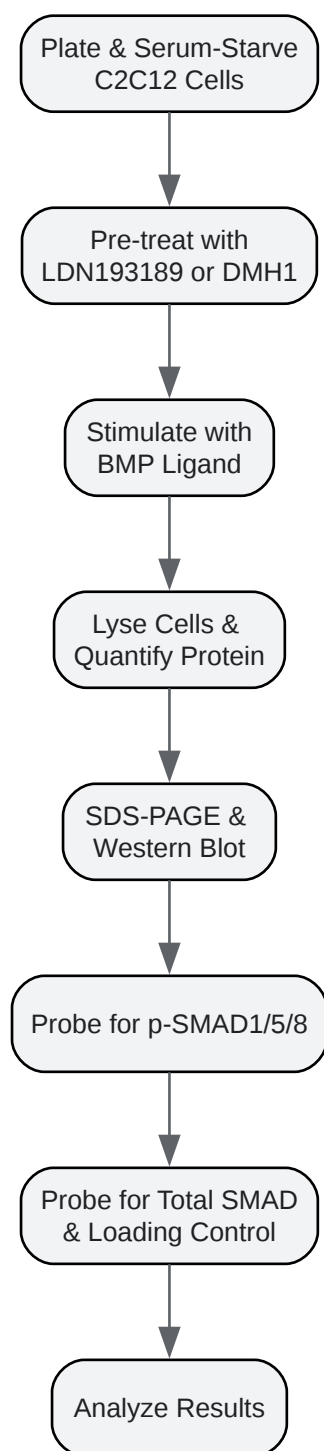 Plate & Serum-Starve
C2C12 Cells
Pre-treat with
LDN193189 or DMH1
Stimulate with
BMP Ligand
Lyse Cells &
Quantify Protein
SDS-PAGE &
Western Blot
Probe for p-SMAD1/5/8
Probe for Total SMAD
& Loading Control
Analyze Results